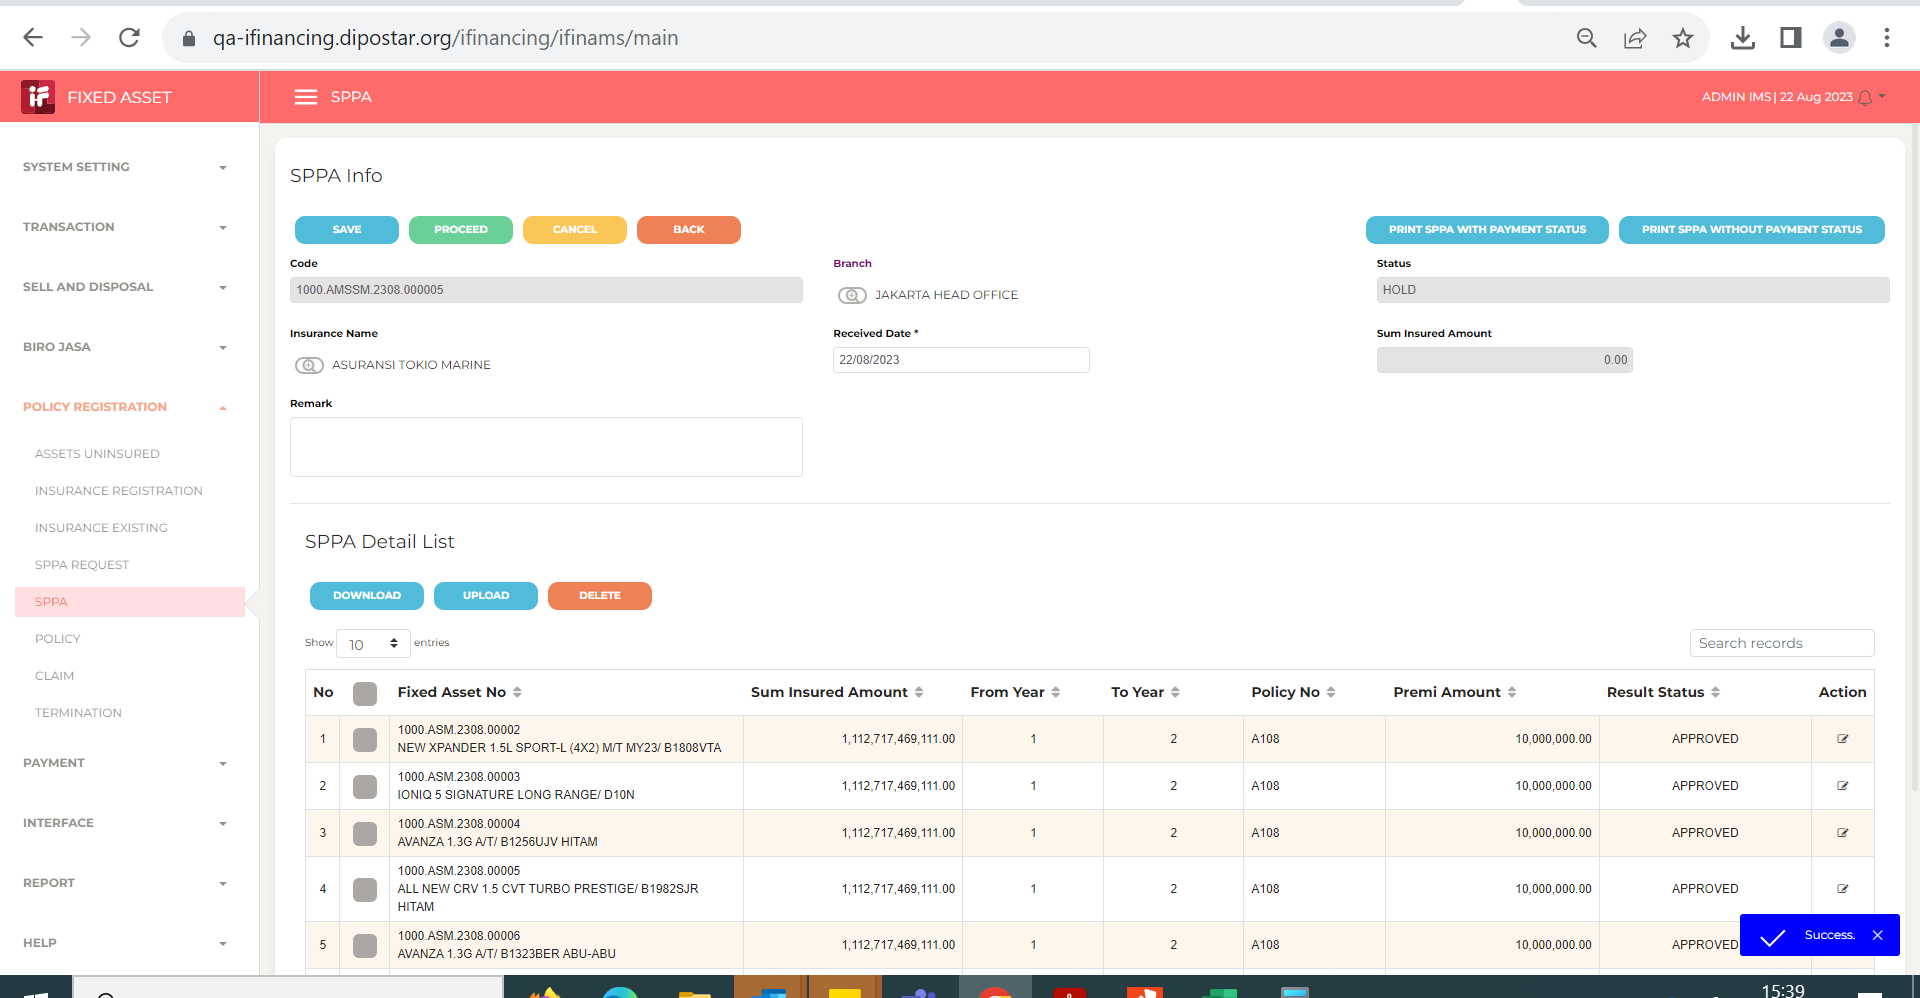 qa-ifinancing.dipostar.org/ifinancing/ifinams/main
iF FIXED ASSET
SPPA
ADMIN IMS | 22 Aug 2023
SYSTEM SETTING
TRANSACTION
SELL AND DISPOSAL
BIRO JASA
POLICY REGISTRATION
ASSETS UNINSURED
INSURANCE REGISTRATION
INSURANCE EXISTING
SPPA REQUEST
SPPA
POLICY
CLAIM
TERMINATION
PAYMENT
INTERFACE
REPORT
HELP
SPPA Info
SAVE PROCEED CANCEL BACK PRINT SPPA WITH PAYMENT STATUS PRINT SPPA WITHOUT PAYMENT STATUS
Code Branch Status
1000.AMSSM.2308.000005 JAKARTA HEAD OFFICE HOLD
Insurance Name Received Date * Sum Insured Amount
ASURANSI TOKIO MARINE 22/08/2023 0.00
Remark
SPPA Detail List
DOWNLOAD UPLOAD DELETE
Show 10 entries Search records
No Fixed Asset No Sum Insured Amount From Year To Year Policy No Premi Amount Result Status Action
1 1000.ASM.2308.00002
NEW XPANDER 1.5L SPORT-L (4X2) M/T MY23/ B1808VTA 1,112,717,469,111.00 1 2 A108 10,000,000.00 APPROVED
2 1000.ASM.2308.00003
IONIQ 5 SIGNATURE LONG RANGE/ D10N 1,112,717,469,111.00 1 2 A108 10,000,000.00 APPROVED
3 1000.ASM.2308.00004
AVANZA 1.3G A/T/ B1256UJV HITAM 1,112,717,469,111.00 1 2 A108 10,000,000.00 APPROVED
4 1000.ASM.2308.00005
ALL NEW CRV 1.5 CVT TURBO PRESTIGE/ B1982SJR
HITAM 1,112,717,469,111.00 1 2 A108 10,000,000.00 APPROVED
5 1000.ASM.2308.00006
AVANZA 1.3G A/T/ B1323BER ABU-ABU 1,112,717,469,111.00 1 2 A108 10,000,000.00 APPROVED
Success.
15:39